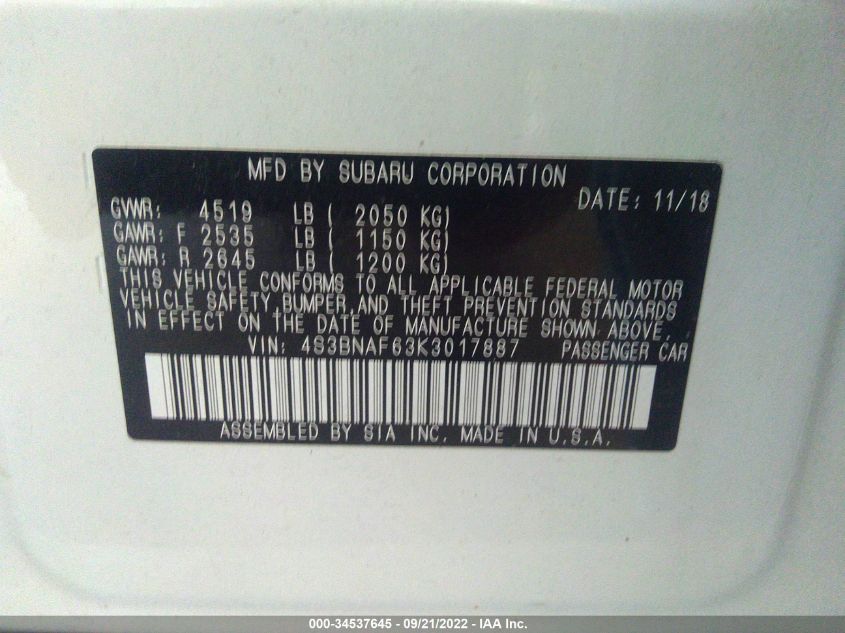 MFD BY SUBARU CORPORATION
DATE: 11/18
GVWR: 4519 LB ( 2050 KG)
GAWR: F 2535 LB ( 1150 KG)
GAWR: R 2645 LB ( 1200 KG)
THIS VEHICLE CONFORMS TO ALL APPLICABLE FEDERAL MOTOR
VEHICLE SAFETY,BUMPER,AND THEFT PREVENTION STANDARDS
IN EFFECT ON THE DATE OF MANUFACTURE SHOWN ABOVE.
VIN: 4S3BNAF63K3017887 PASSENGER CAR
ASSEMBLED BY SIA INC. MADE IN U.S.A.
000-34537645 - 09/21/2022 - IAA Inc.